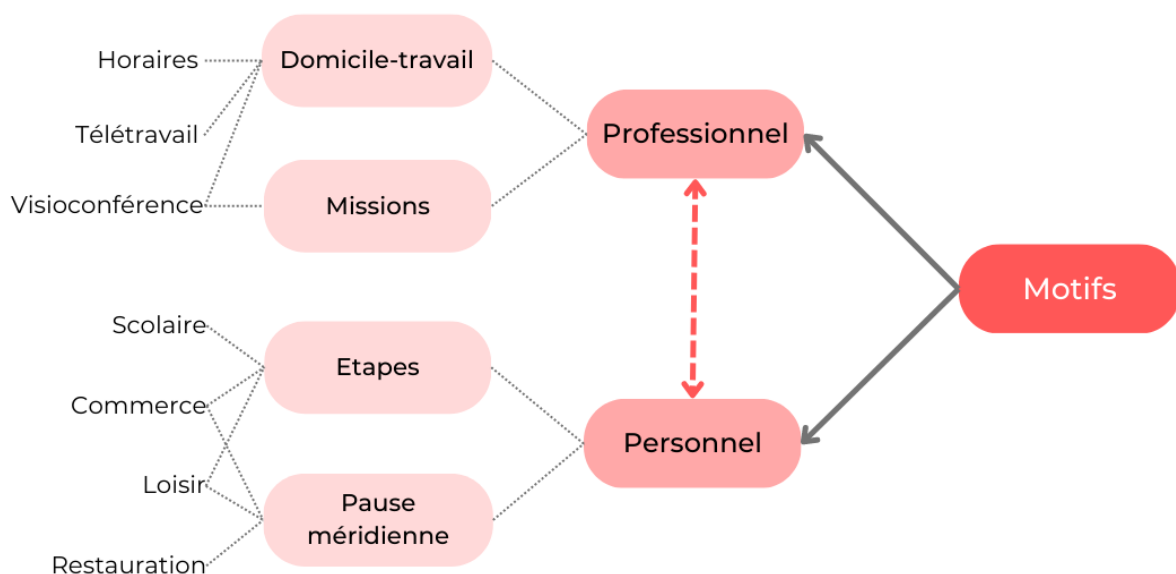 Horaires
Domicile-travail
Télétravail
Professionnel
Visioconférence
Missions
Motifs
Scolaire
Etapes
Commerce
Personnel
Loisir
Pause
méridienne
Restauration